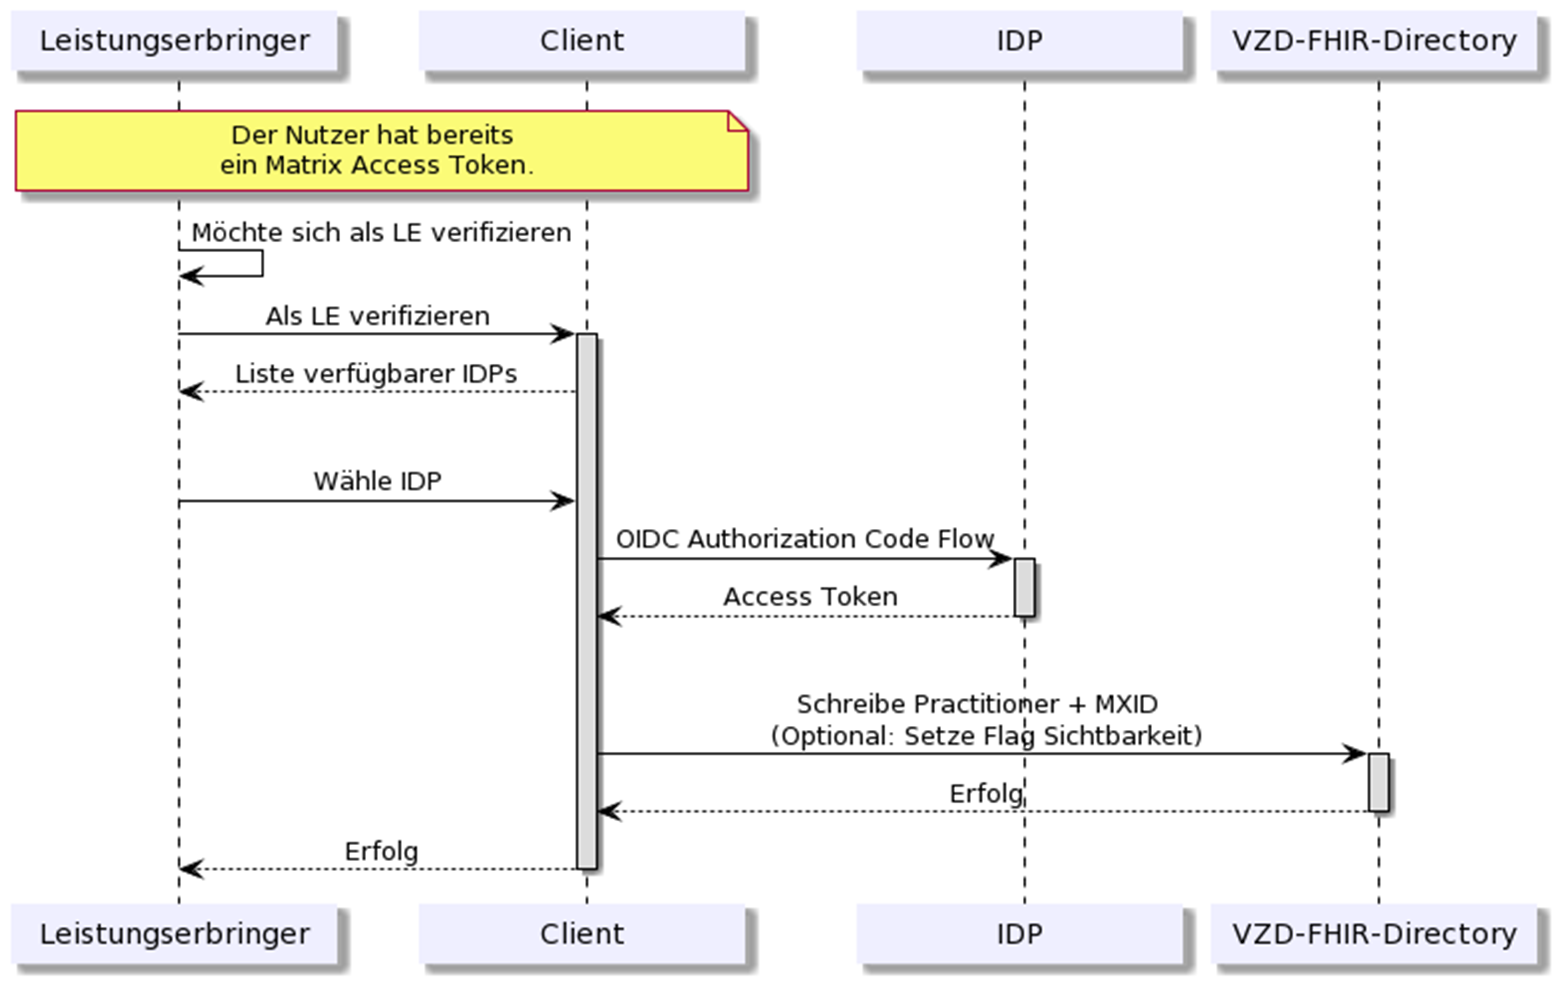 Leistungserbringer
Client
IDP
VZD-FHIR-Directory
Der Nutzer hat bereits
ein Matrix Access Token.
Möchte sich als LE verifizieren
Als LE verifizieren
Liste verfügbarer IDPs
Wähle IDP
OIDC Authorization Code Flow
Access Token
Schreibe Practitioner + MXID
(Optional: Setze Flag Sichtbarkeit)
Erfolg
Erfolg
Leistungserbringer
Client
IDP
VZD-FHIR-Directory